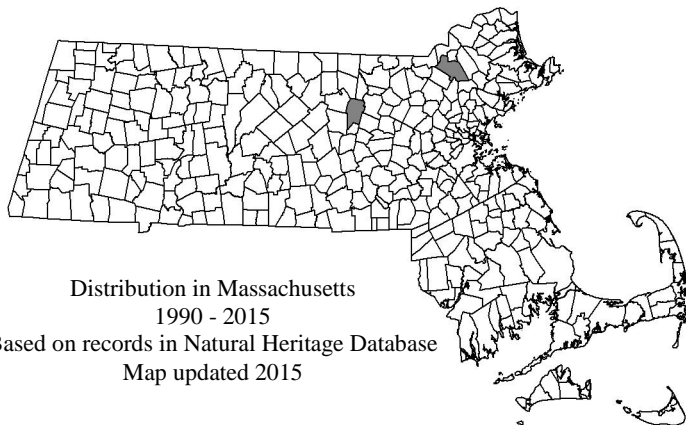 Distribution in Massachusetts
1990 - 2015
Based on records in Natural Heritage Database
Map updated 2015